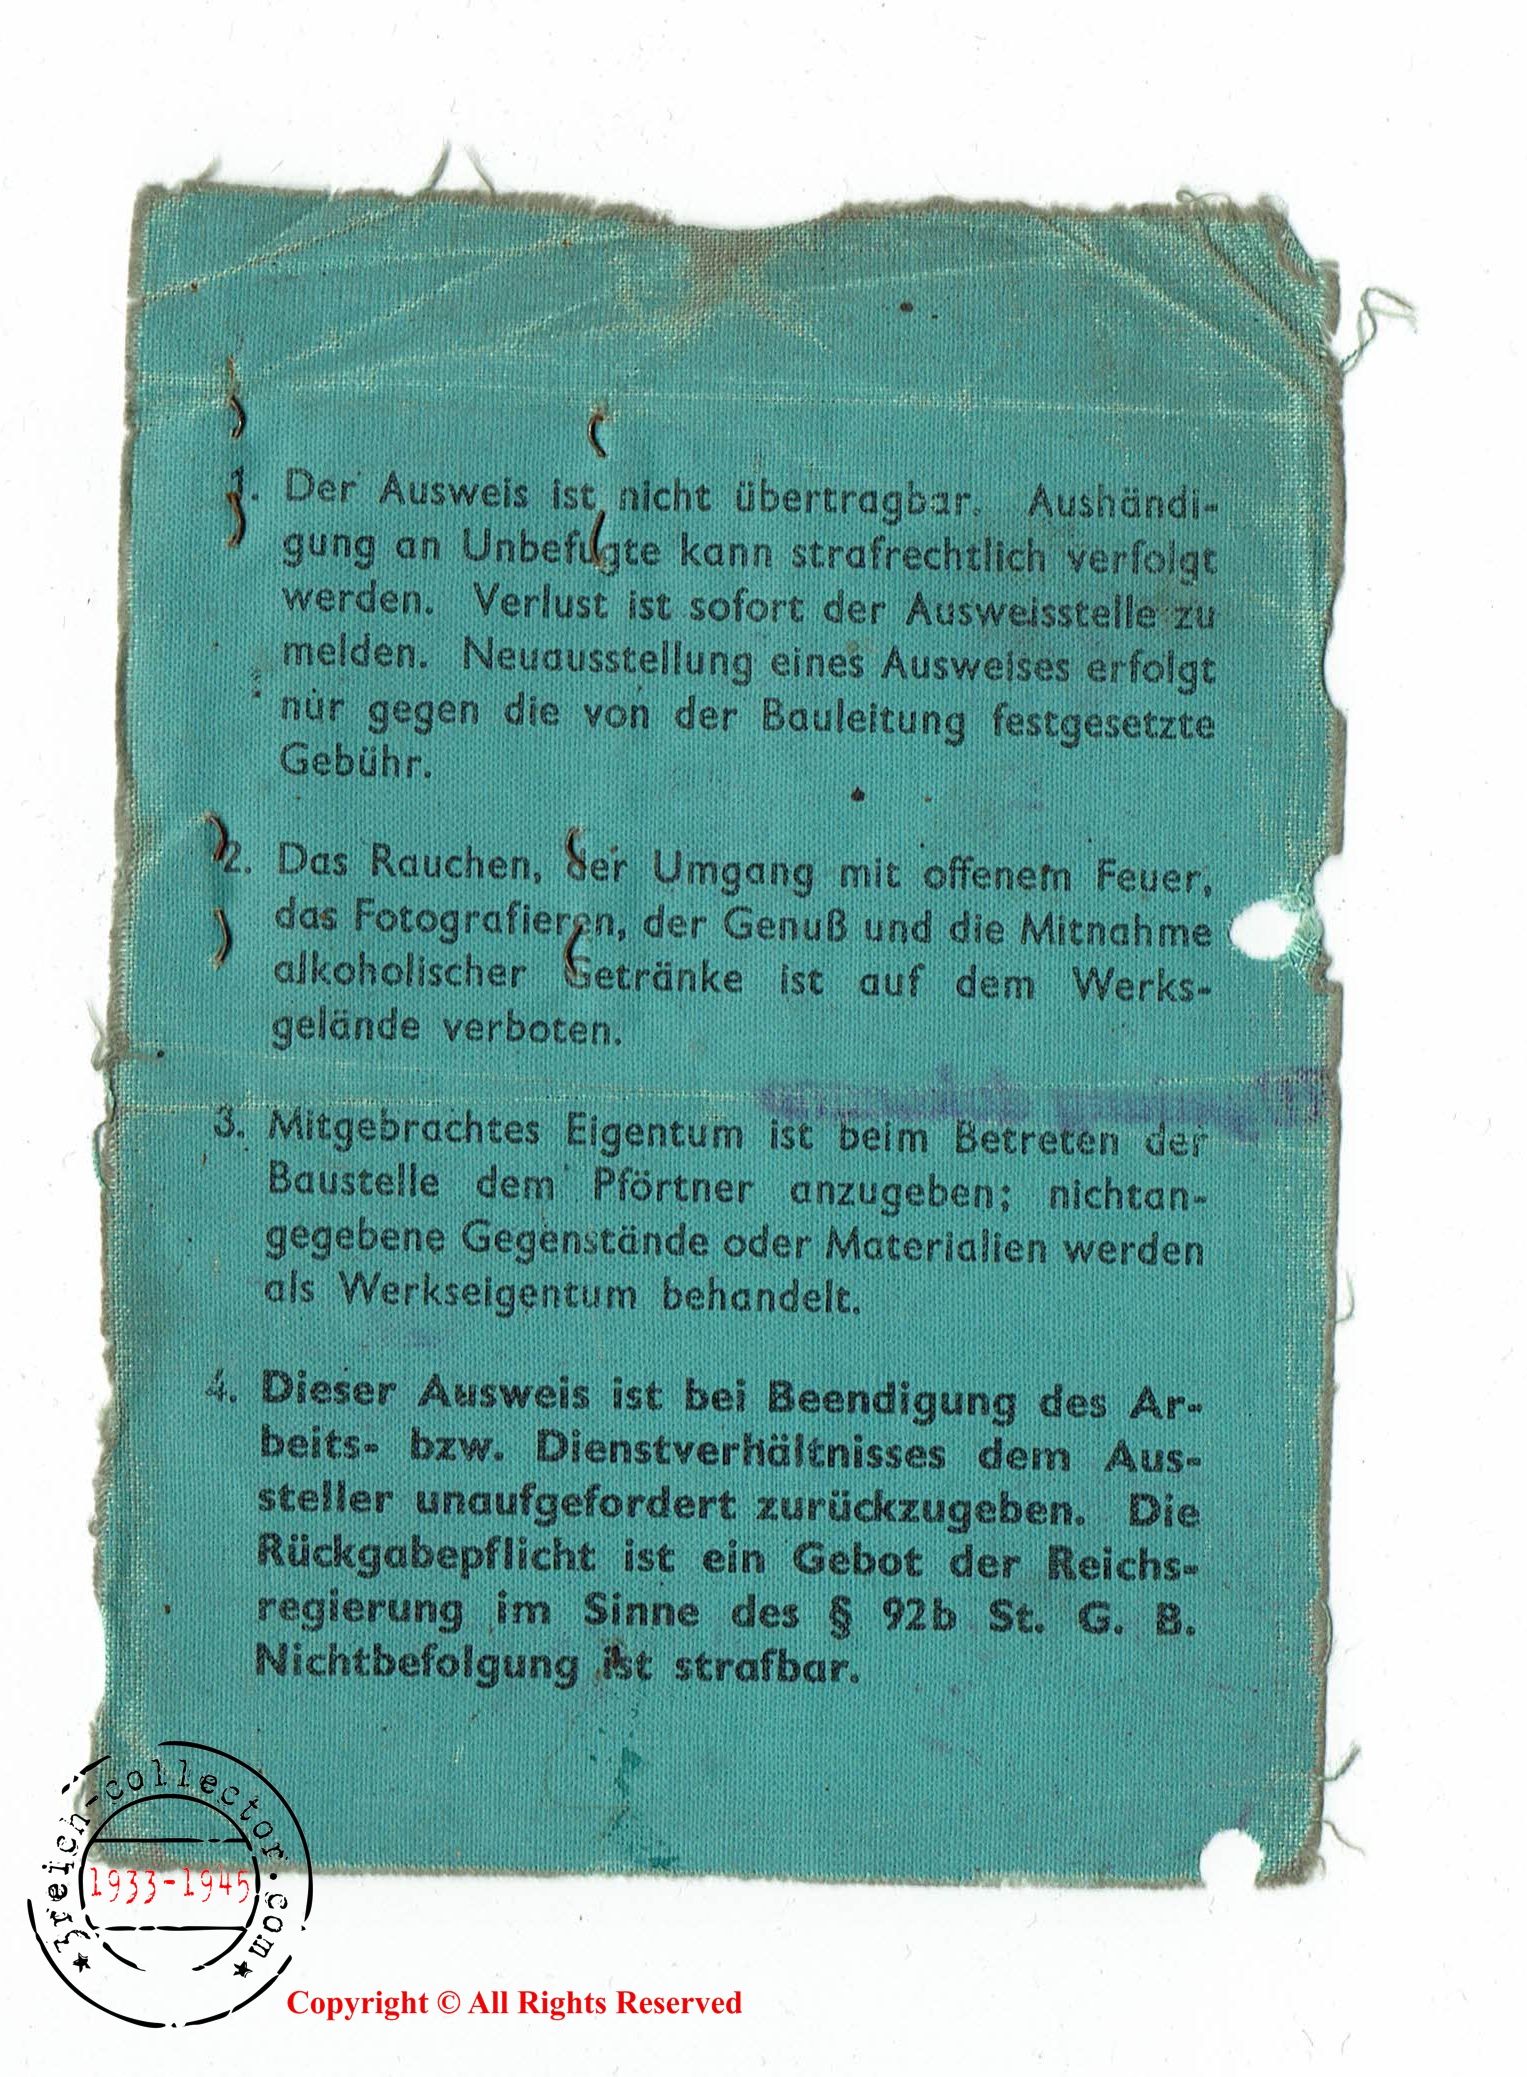 1. Der Ausweis ist nicht übertragbar. Aushändi-
gung an Unbefugte kann strafrechtlich verfolgt
werden. Verlust ist sofort der Ausweisstelle zu
melden. Neuausstellung eines Ausweises erfolgt
nur gegen die von der Bauleitung festgesetzte
Gebühr.
2. Das Rauchen, der Umgang mit offenem Feuer,
das Fotografieren, der Genuß und die Mitnahme
alkoholischer Getränke ist auf dem Werks-
gelände verboten.
3. Mitgebrachtes Eigentum ist beim Betreten der
Baustelle dem Pförtner anzugeben; nichtan-
gegebene Gegenstände oder Materialien werden
als Werkseigentum behandelt.
4. Dieser Ausweis ist bei Beendigung des Ar-
beits- bzw. Dienstverhältnisses dem Aus-
steller unaufgefordert zurückzugeben. Die
Rückgabepflicht ist ein Gebot der Reichs-
regierung im Sinne des § 92b St. G. B.
Nichtbefolgung ist strafbar.
3reich-collector.com
1933-1945
Copyright © All Rights Reserved